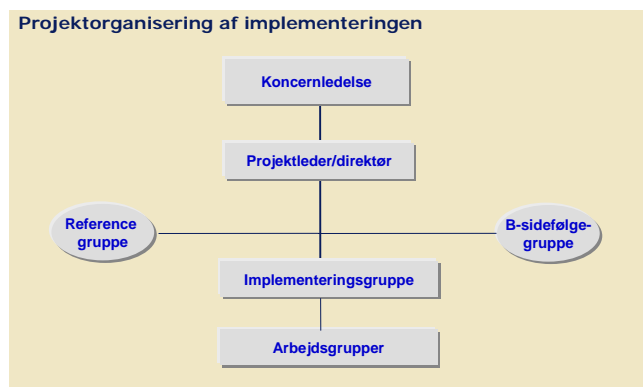 Projektorganisering af implementeringen
Koncernledelse
Projektleder/direktør
Reference
gruppe
B-sidefølge-
gruppe
Implementeringsgruppe
Arbejdsgrupper